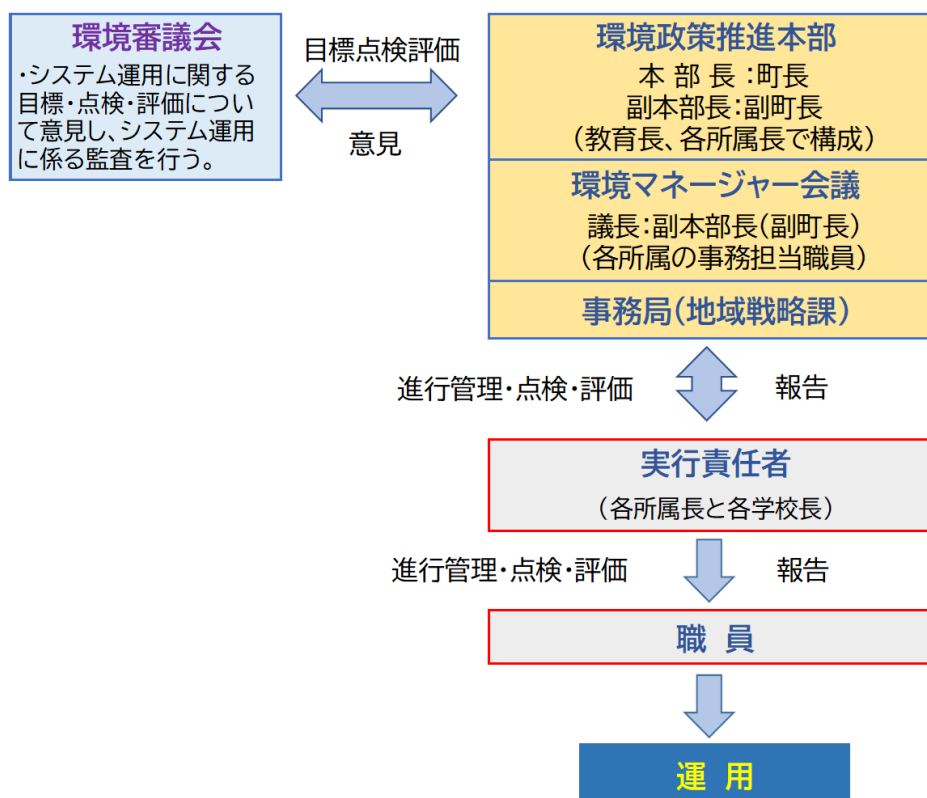 環境審議会
・システム運用に関する
目標・点検・評価につい
て意見し、システム運用
に係る監査を行う。
目標点検評価
意見
環境政策推進本部
本 部 長 :町長
副本部長:副町長
(教育長、各所属長で構成)
環境マネージャー会議
議長:副本部長(副町長)
(各所属の事務担当職員)
事務局(地域戦略課)
進行管理・点検・評価
報告
実行責任者
(各所属長と各学校長)
進行管理・点検・評価
報告
職 員
運 用